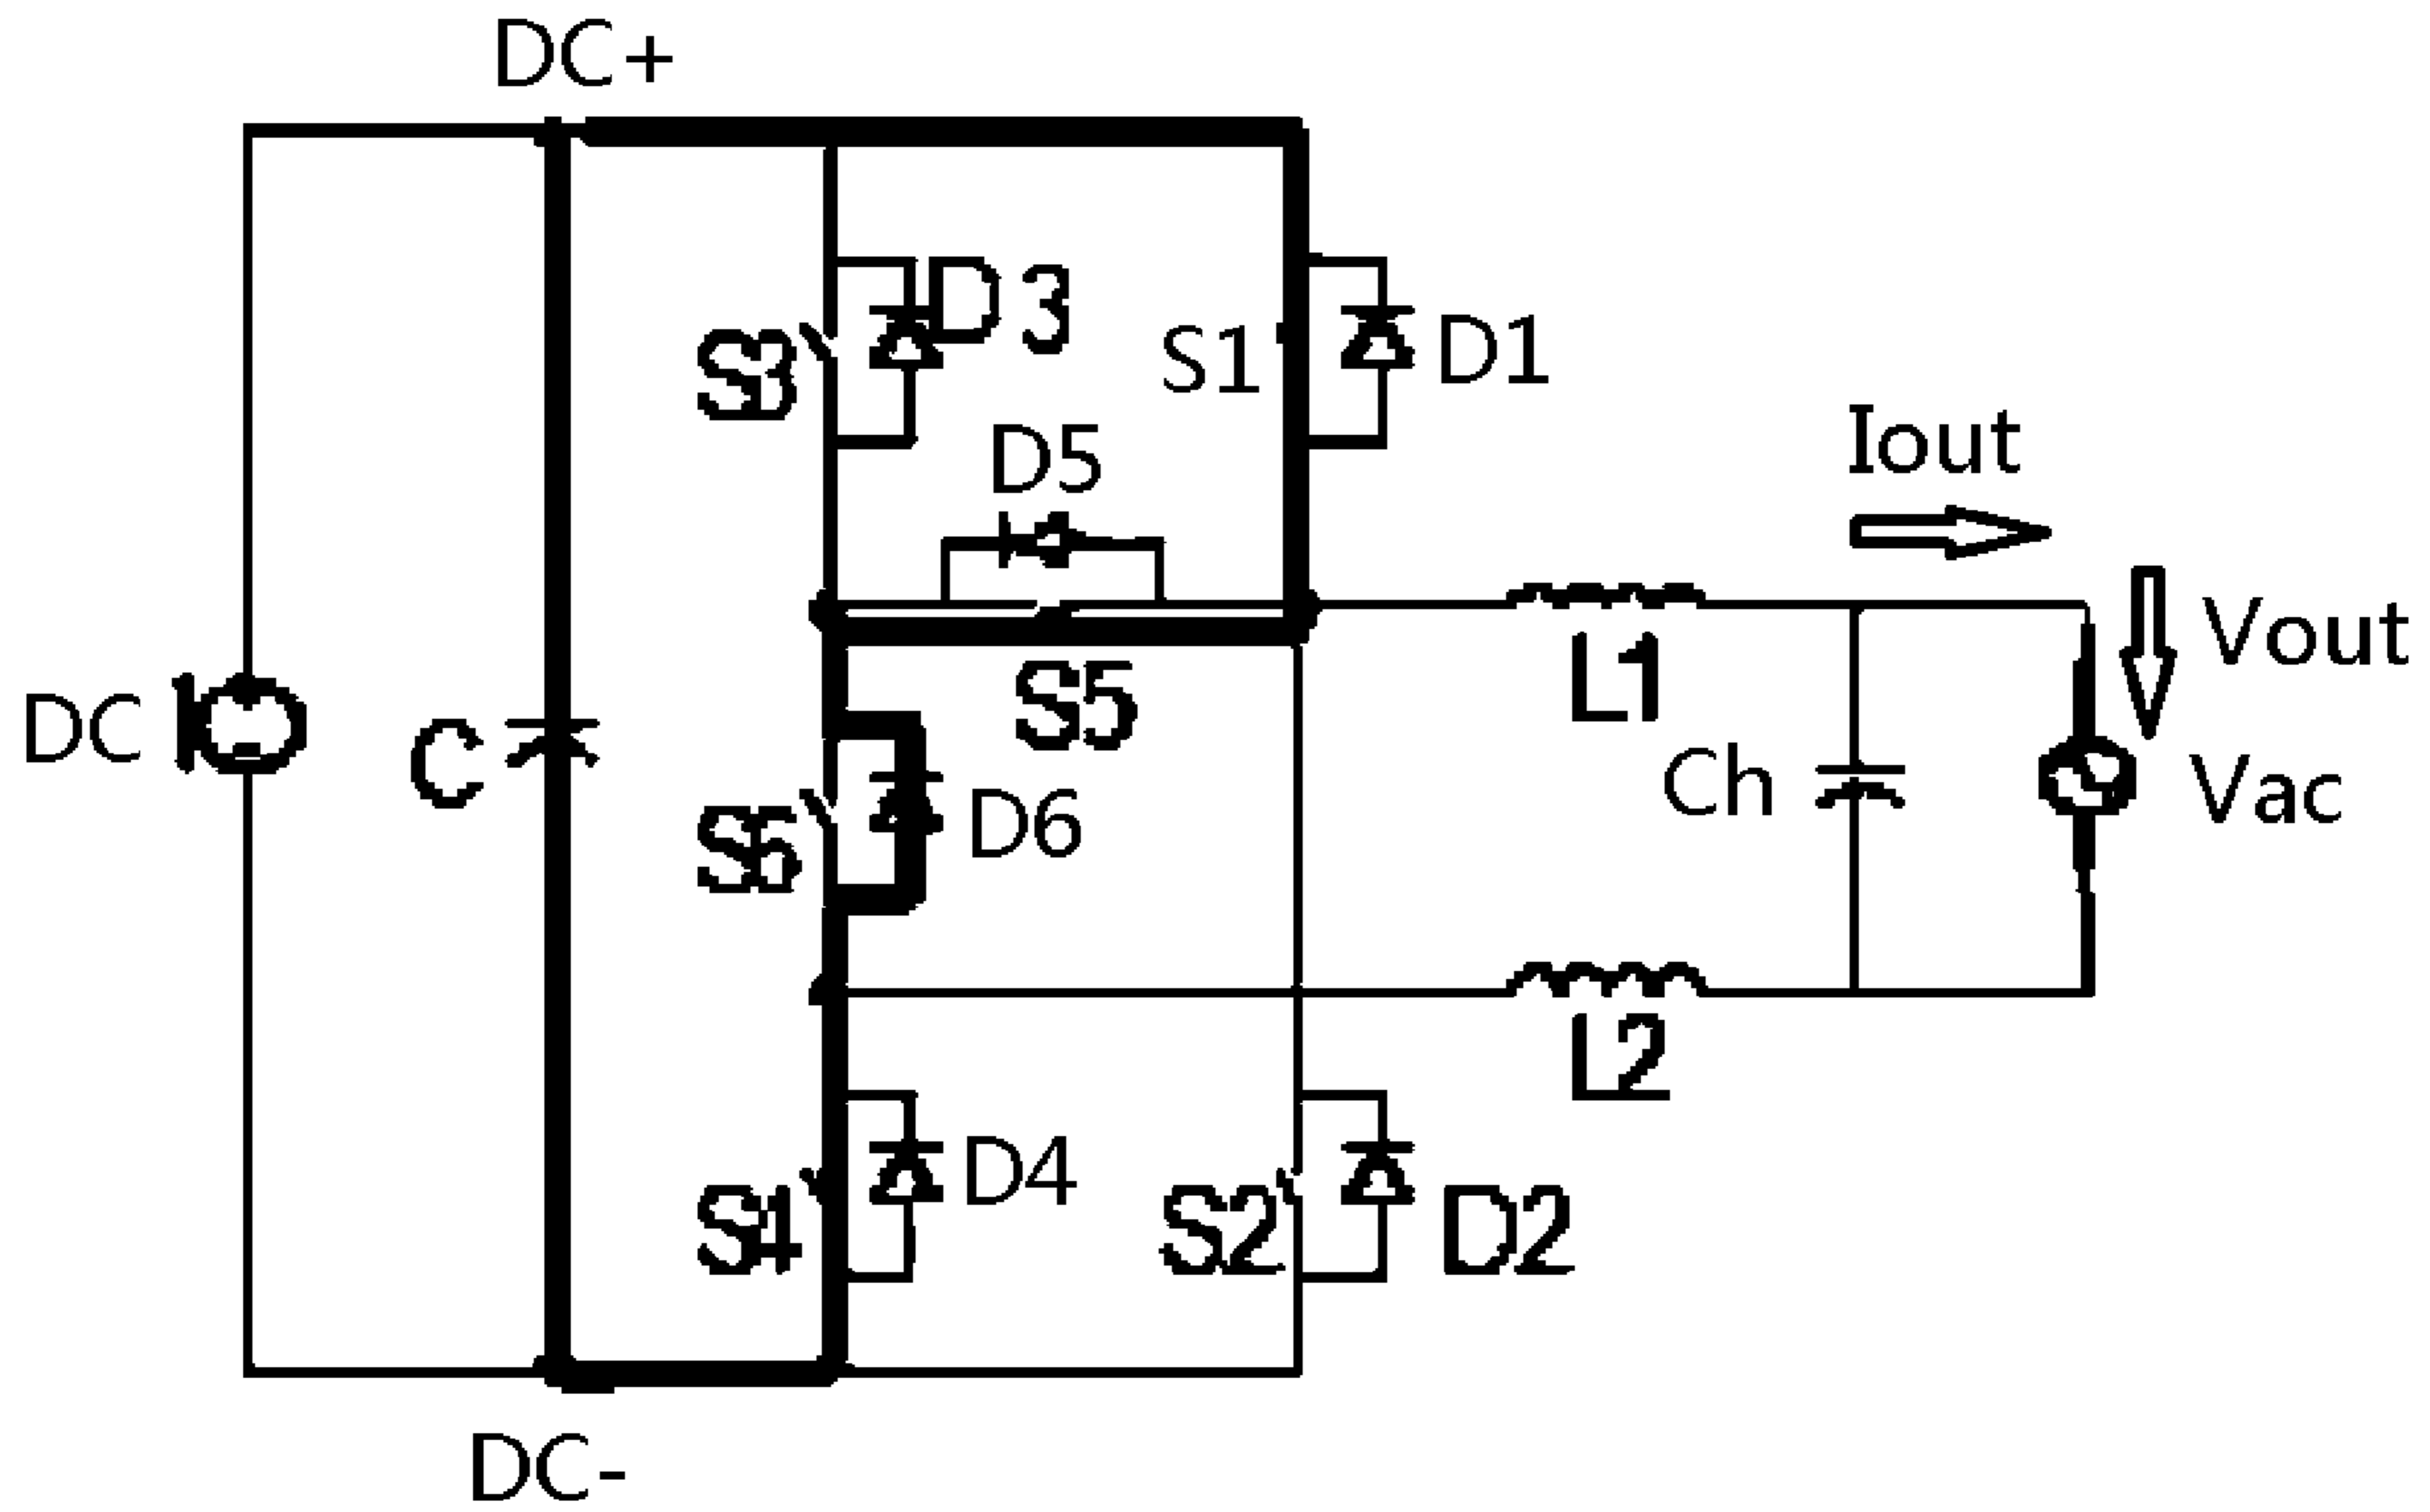 DC+
D3
S3
S1
D1
D5
Iout
Vout
DC
C
S5
L1
Ch
Vac
S6
D6
L2
S4
D4
S2
D2
DC-